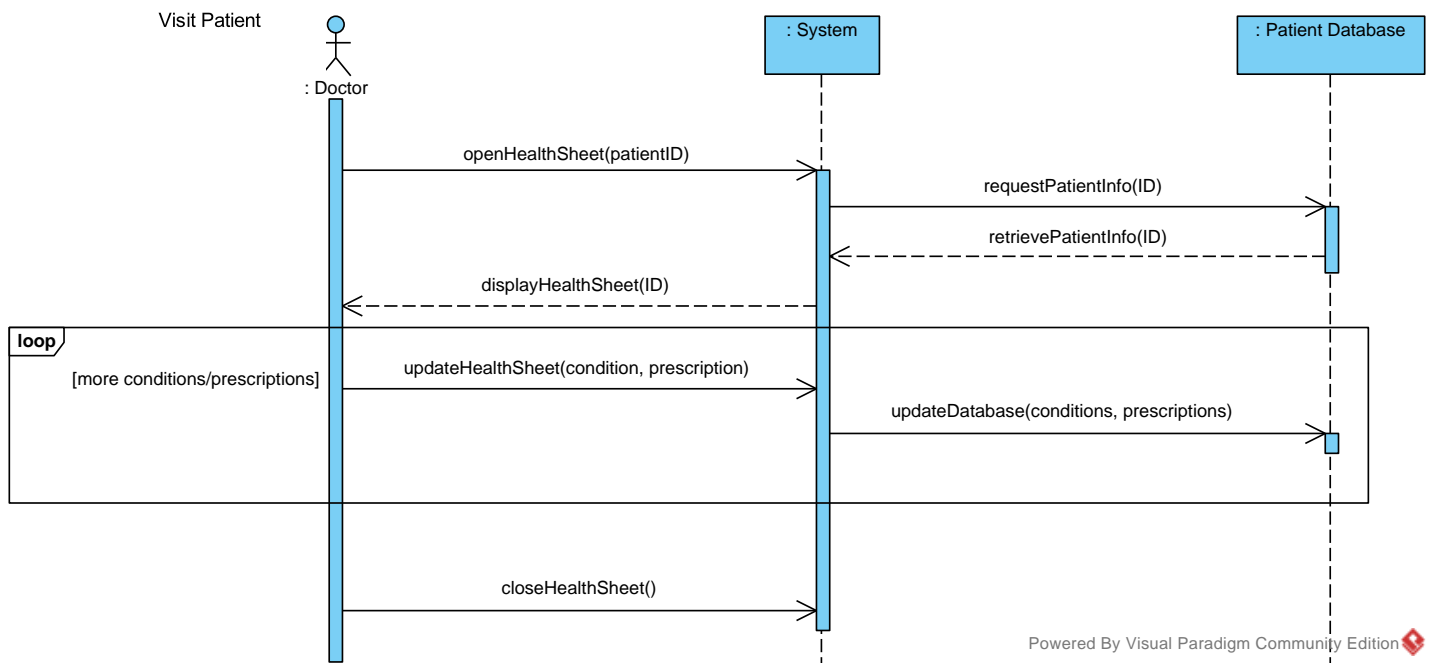 Visit Patient
: Doctor
: System
: Patient Database
openHealthSheet(patientID)
requestPatientInfo(ID)
retrievePatientInfo(ID)
displayHealthSheet(ID)
loop
[more conditions/prescriptions]
updateHealthSheet(condition, prescription)
updateDatabase(conditions, prescriptions)
closeHealthSheet()
Powered By Visual Paradigm Community Edition